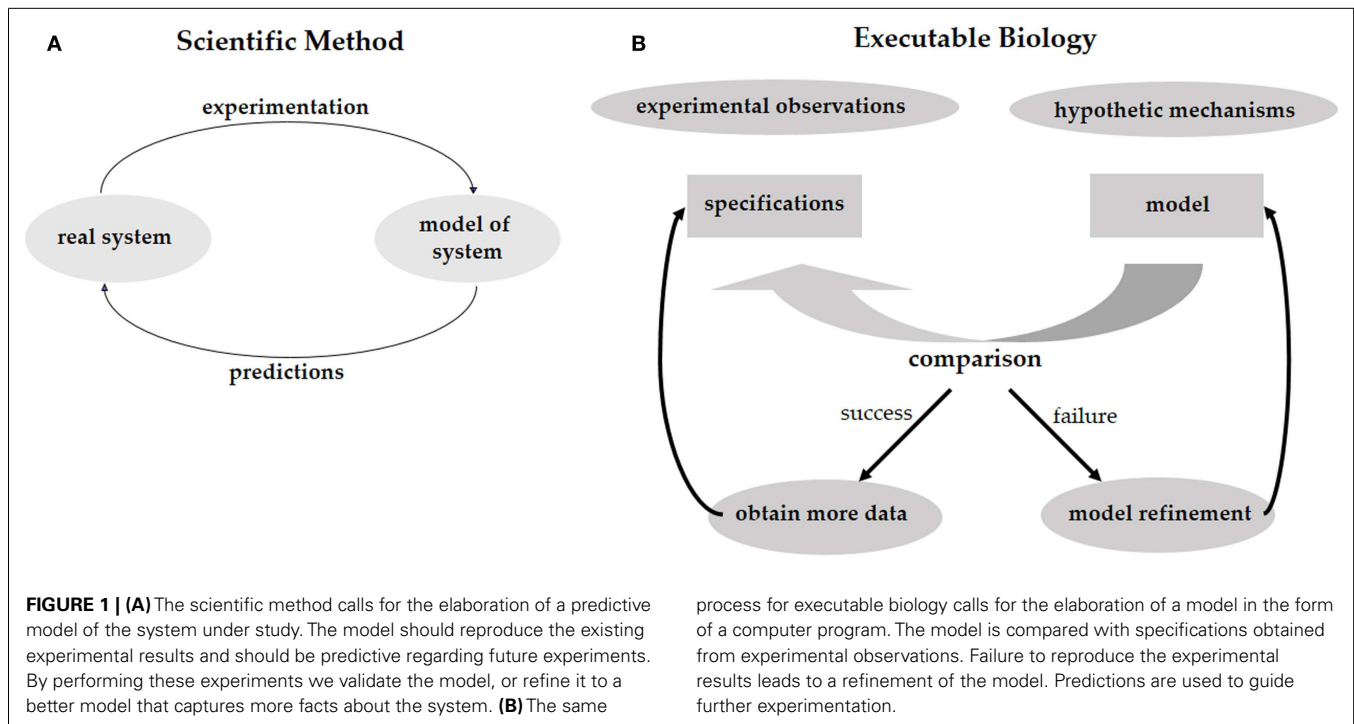 A
Scientific Method
experimentation
real system
model of
system
predictions
B
Executable Biology
experimental observations
hypothetic mechanisms
specifications
model
comparison
success
failure
obtain more data
model refinement
FIGURE 1 | (A) The scientific method calls for the elaboration of a predictive
model of the system under study. The model should reproduce the existing
experimental results and should be predictive regarding future experiments.
By performing these experiments we validate the model, or refine it to a
better model that captures more facts about the system. (B) The same
process for executable biology calls for the elaboration of a model in the form
of a computer program. The model is compared with specifications obtained
from experimental observations. Failure to reproduce the experimental
results leads to a refinement of the model. Predictions are used to guide
further experimentation.